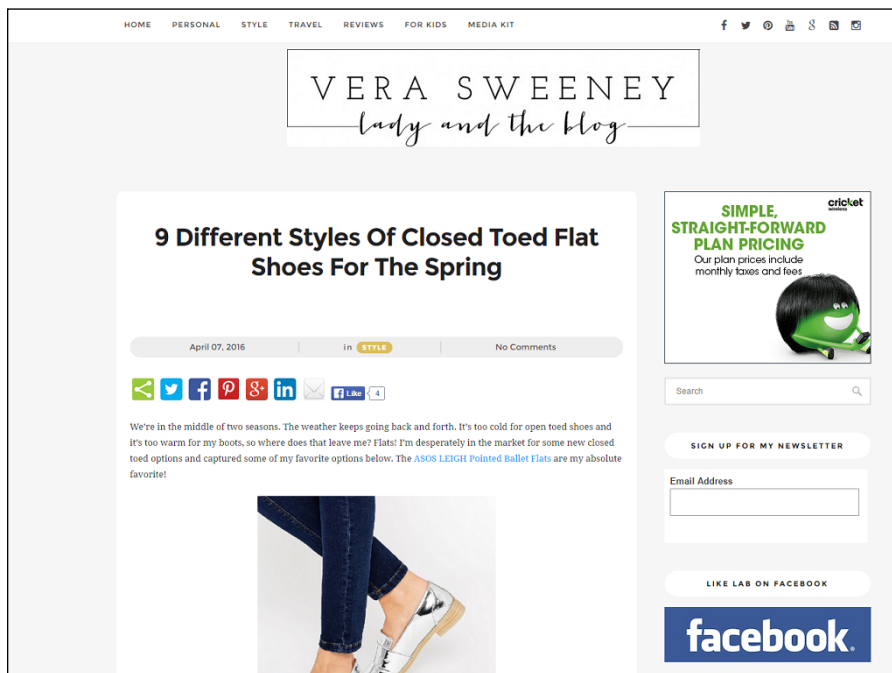 HOME PERSONAL STYLE TRAVEL REVIEWS FOR KIDS MEDIA KIT
VERA SWEENEY
lady and the blog
9 Different Styles Of Closed Toed Flat
Shoes For The Spring
April 07, 2016 in STYLE No Comments
Like 4
We're in the middle of two seasons. The weather keeps going back and forth. It's too cold for open toed shoes and
it's too warm for my boots, so where does that leave me? Flats! I'm desperately in the market for some new closed
toed options and captured some of my favorite options below. The ASOS LEIGH Pointed Ballet Flats are my absolute
favorite!
cricket
wireless
SIMPLE,
STRAIGHT-FORWARD
PLAN PRICING
Our plan prices include
monthly taxes and fees
Search
SIGN UP FOR MY NEWSLETTER
Email Address
LIKE LAB ON FACEBOOK
facebook